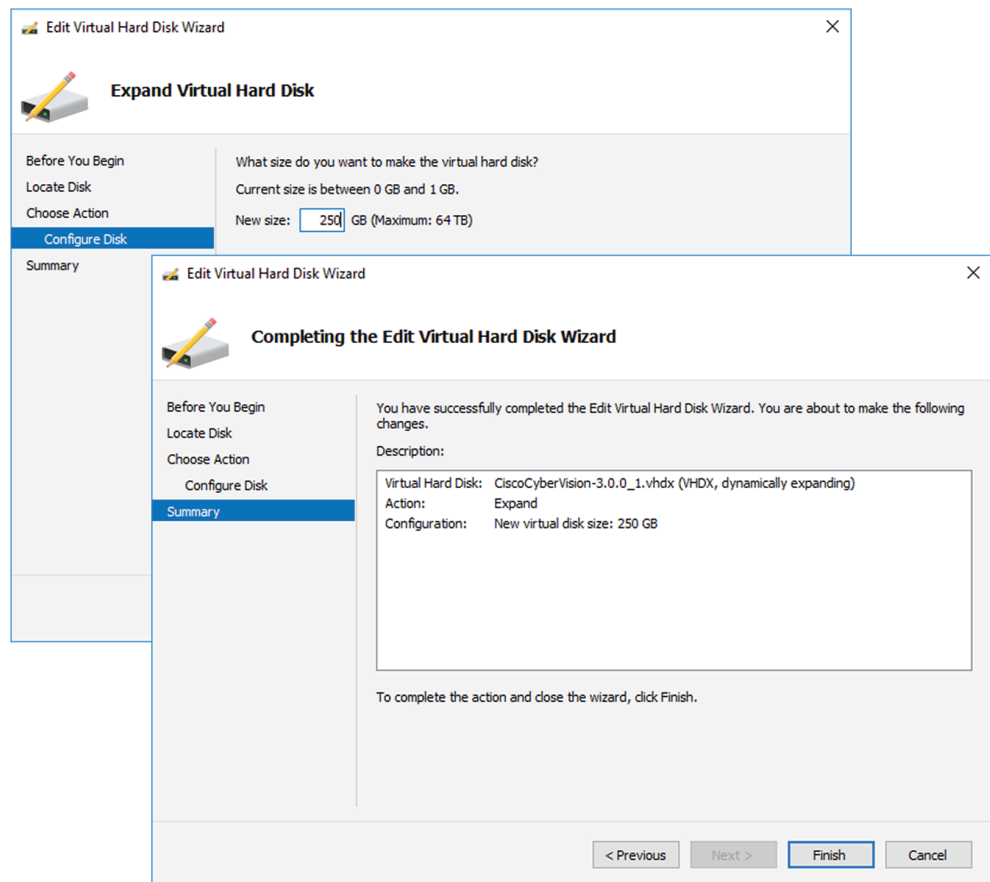 Edit Virtual Hard Disk Wizard
Expand Virtual Hard Disk
Before You Begin
Locate Disk
Choose Action
Configure Disk
Summary
What size do you want to make the virtual hard disk?
Current size is between 0 GB and 1 GB.
New size: 250 GB (Maximum: 64 TB)
Edit Virtual Hard Disk Wizard
Completing the Edit Virtual Hard Disk Wizard
Before You Begin
Locate Disk
Choose Action
Configure Disk
Summary
You have successfully completed the Edit Virtual Hard Disk Wizard. You are about to make the following
changes.
Description:
Virtual Hard Disk: CiscoCyberVision-3.0.0_1.vhdx (VHDX, dynamically expanding)
Action: Expand
Configuration: New virtual disk size: 250 GB
To complete the action and close the wizard, click Finish.
< Previous Next > Finish Cancel